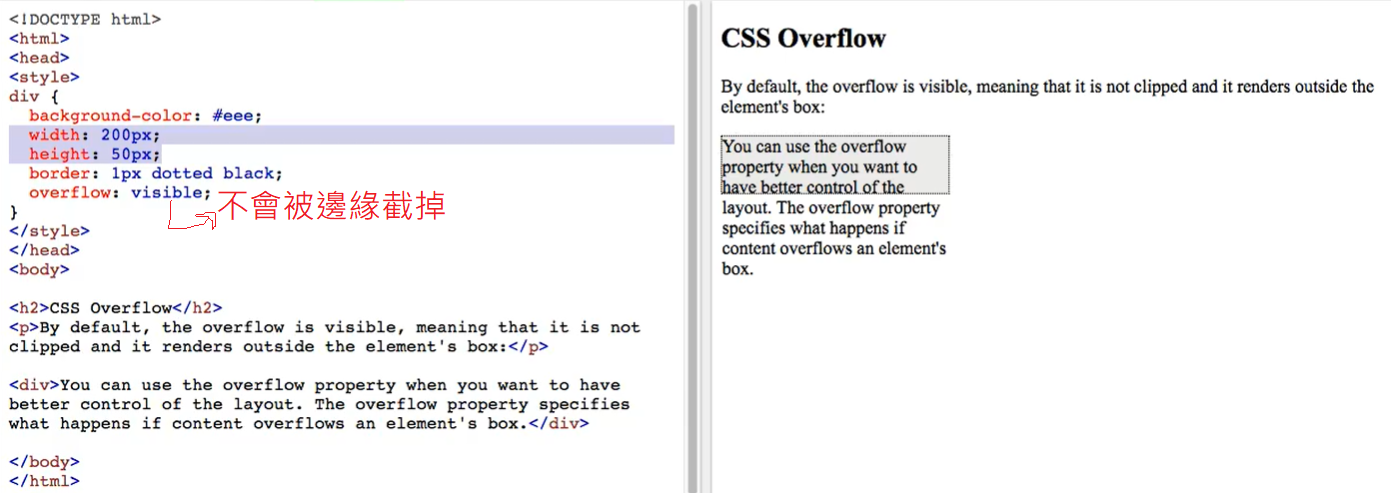 <!DOCTYPE html>
<html>
<head>
<style>
div {
  background-color: #eee;
  width: 200px;
  height: 50px;
  border: 1px dotted black;
  overflow: visible;
不會被邊緣截掉
}
</style>
</head>
<body>
<h2>CSS Overflow</h2>
<p>By default, the overflow is visible, meaning that it is not
clipped and it renders outside the element's box:</p>
<div>You can use the overflow property when you want to have
better control of the layout. The overflow property specifies
what happens if content overflows an element's box.</div>
</body>
</html>
CSS Overflow
By default, the overflow is visible, meaning that it is not clipped and it renders outside the
element's box:
You can use the overflow
property when you want to
have better control of the
layout. The overflow property
specifies what happens if
content overflows an element's
box.